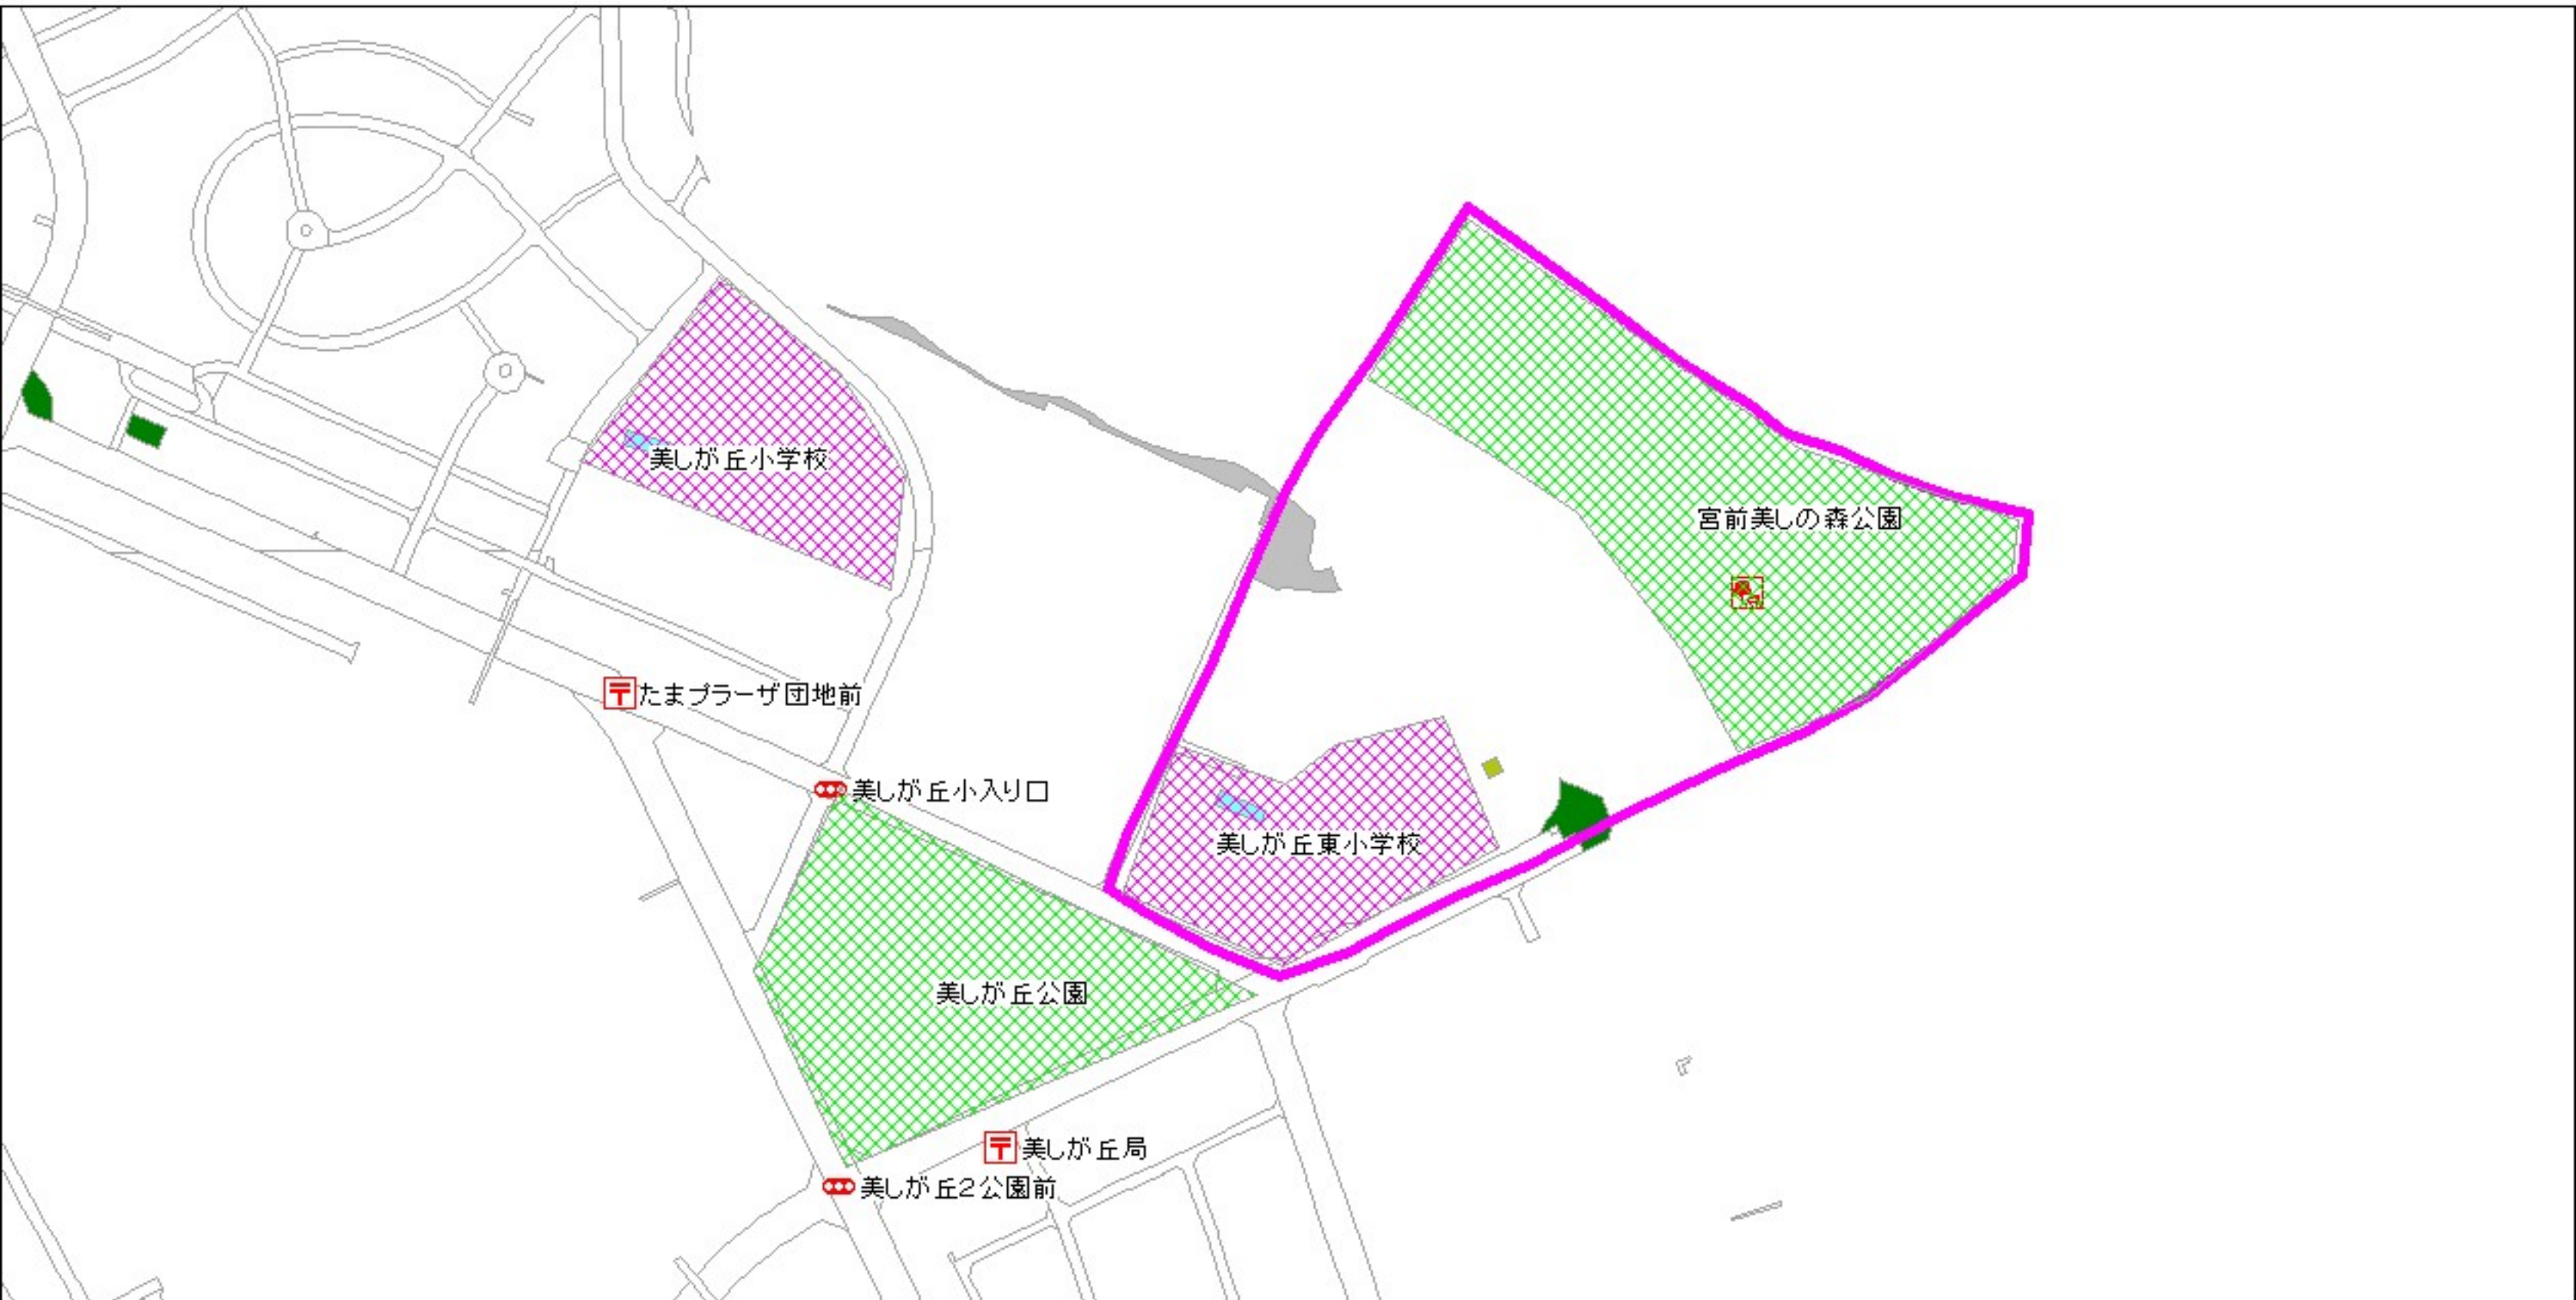 美しが丘小学校
宮前美しの森公園
たまプラーザ団地前
美しが丘小入り口
美しが丘東小学校
美しが丘公園
美しが丘局
美しが丘2公園前